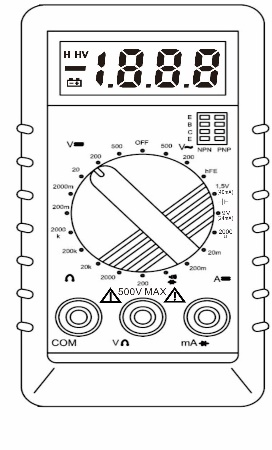 H HV
1.8.8.8
E
B
C
E
NPN PNP
V
OFF
500
500
V~
200
200
20
hFE
2000m
1,5V
200m
9V
2000
k
2000
u
200k
20m
20k
200m
2000
200
Ω
A
500V MAX
COM
VΩ
mA